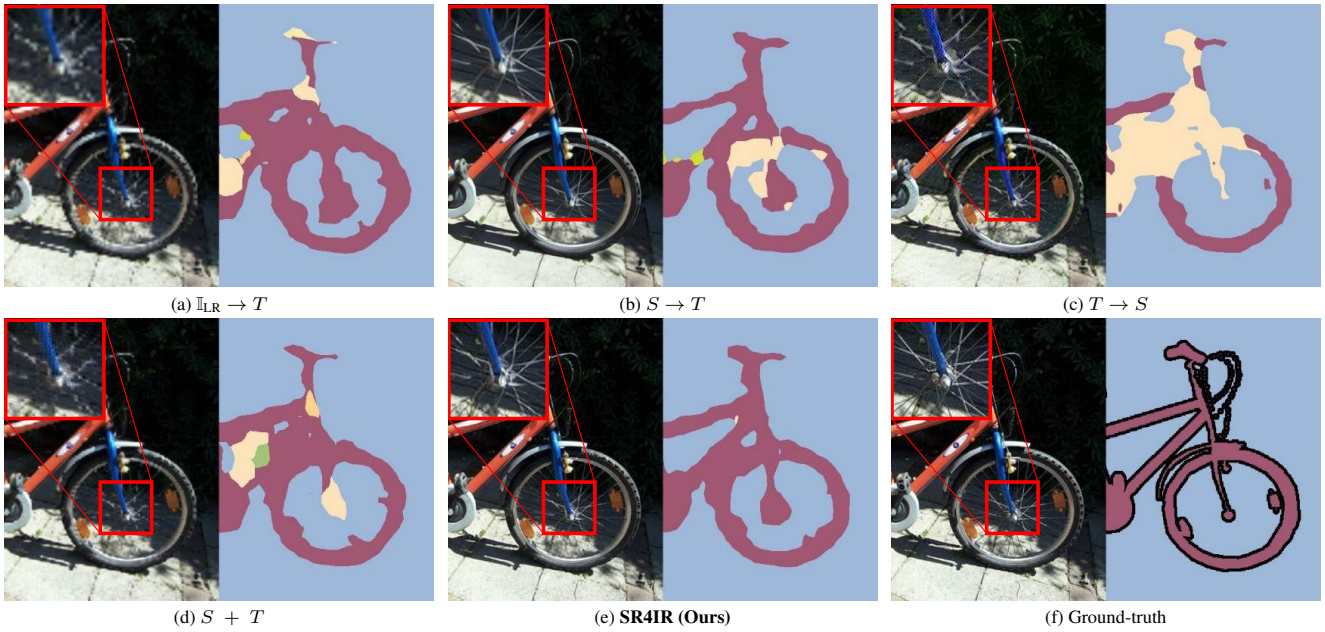 (a) 𝕀LR → T
(b) S → T
(c) T → S
(d) S + T
(e) SR4IR (Ours)
(f) Ground-truth